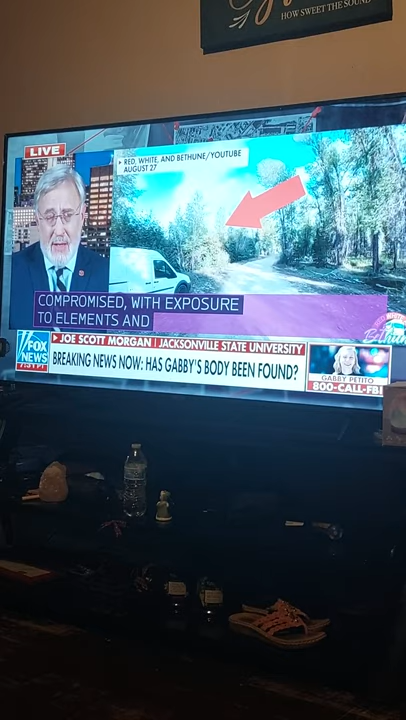 HOW SWEET THE SOUND
LIVE
RED, WHITE, AND BETHUNE/YOUTUBE
AUGUST 27
COMPROMISED, WITH EXPOSURE
TO ELEMENTS AND
FOX
NEWS
JOE SCOTT MORGAN | JACKSONVILLE STATE UNIVERSITY
BREAKING NEWS NOW: HAS GABBY'S BODY BEEN FOUND?
GABBY PETITO
800-CALL-FBI